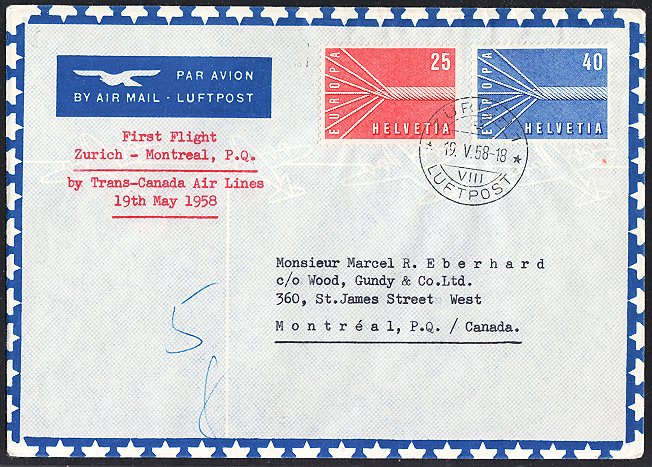 PAR AVION
BY AIR MAIL · LUFTPOST
First Flight
Zurich - Montreal, P.Q.
by Trans-Canada Air Lines
19th May 1958
EUROPA
25
HELVETIA
EUROPA
40
HELVETIA
19. V. 58-18
VIII
LUFTPOST
Monsieur Marcel R. E b e r h a r d
c/o Wood, Gundy & Co.Ltd.
360, St.James Street West
M o n t r é a l, P.Q. / Canada.
5